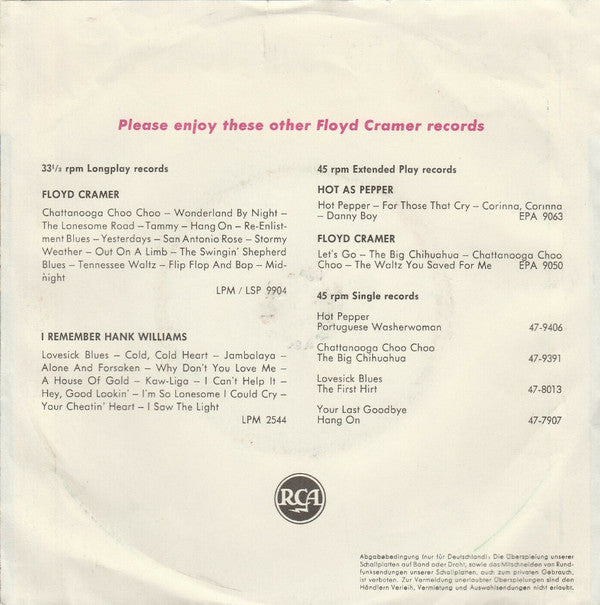 Please enjoy these other Floyd Cramer records
33 1/3 rpm Longplay records
FLOYD CRAMER
Chattanooga Choo Choo – Wonderland By Night –
The Lonesome Road – Tammy – Hang On – Re-Enlist-
ment Blues – Yesterdays – San Antonio Rose – Stormy
Weather – Out On A Limb – The Swingin' Shepherd
Blues – Tennessee Waltz – Flip Flop And Bop – Mid-
night
LPM / LSP 9904
I REMEMBER HANK WILLIAMS
Lovesick Blues – Cold, Cold Heart – Jambalaya –
Alone And Forsaken – Why Don't You Love Me –
A House Of Gold – Kaw-Liga – I Can't Help It –
Hey, Good Lookin' – I'm So Lonesome I Could Cry –
Your Cheatin' Heart – I Saw The Light
LPM 2544
45 rpm Extended Play records
HOT AS PEPPER
Hot Pepper – For Those That Cry – Corinna, Corinna
– Danny Boy EPA 9063
FLOYD CRAMER
Let's Go – The Big Chihuahua – Chattanooga Choo
Choo – The Waltz You Saved For Me EPA 9050
45 rpm Single records
Hot Pepper
Portuguese Washerwoman 47-9406
Chattanooga Choo Choo
The Big Chihuahua 47-9391
Lovesick Blues
The First Hirt 47-8013
Your Last Goodbye
Hang On 47-7907
RCA
Abgabebedingung (nur für Deutschland): Die Überspielung unserer
Schallplatten auf Band oder Draht, sowie das Mitschneiden von Rund-
funksendungen unserer Schallplatten, auch zum privaten Gebrauch,
ist verboten. Zur Vermeidung unerlaubter Überspielungen sind den
Händlern Verleih, Vermietung und Auswahlsendungen nicht erlaubt.